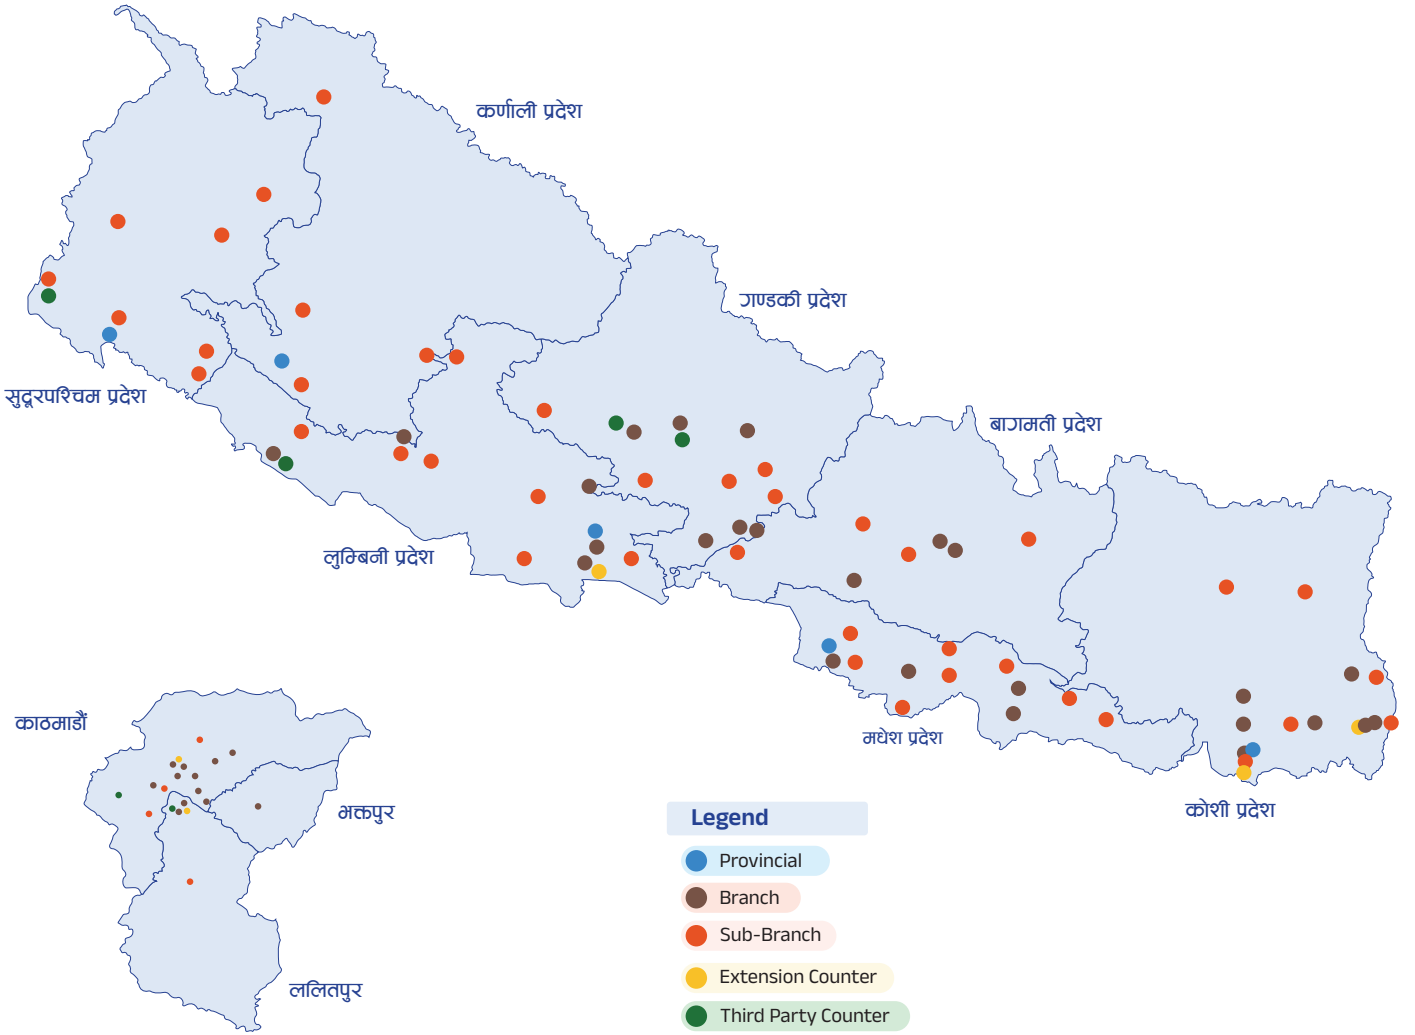 कर्णाली प्रदेश
गण्डकी प्रदेश
सुदूरपश्चिम प्रदेश
बागमती प्रदेश
लुम्बिनी प्रदेश
काठमाडौं
मधेश प्रदेश
भक्तपुर
कोशी प्रदेश
ललितपुर
Legend
Provincial
Branch
Sub-Branch
Extension Counter
Third Party Counter